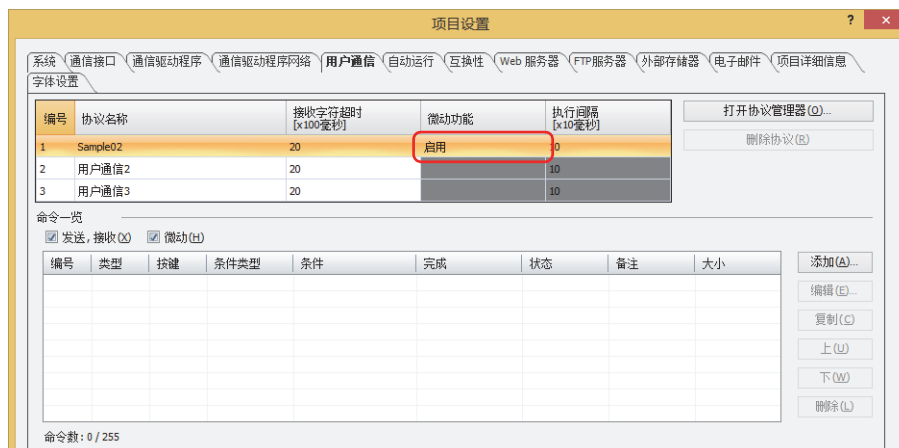 项目设置
? ×
系统 通信接口 通信驱动程序 通信驱动程序网络 用户通信 自动运行 互换性 Web 服务器 FTP服务器 外部存储器 电子邮件 项目详细信息
字体设置
编号 协议名称 接收字符超时 [x100毫秒] 微动功能 执行间隔 [x10毫秒]
打开协议管理器(O)...
1 Sample02 20 启用 10
删除协议(R)
2 用户通信2 20 10
3 用户通信3 20 10
命令一览
发送, 接收(X) 微动(H)
编号 类型 按键 条件类型 条件 完成 状态 备注 大小
添加(A)...
编辑(E)...
复制(C)
上(U)
下(W)
删除(L)
命令数: 0 / 255